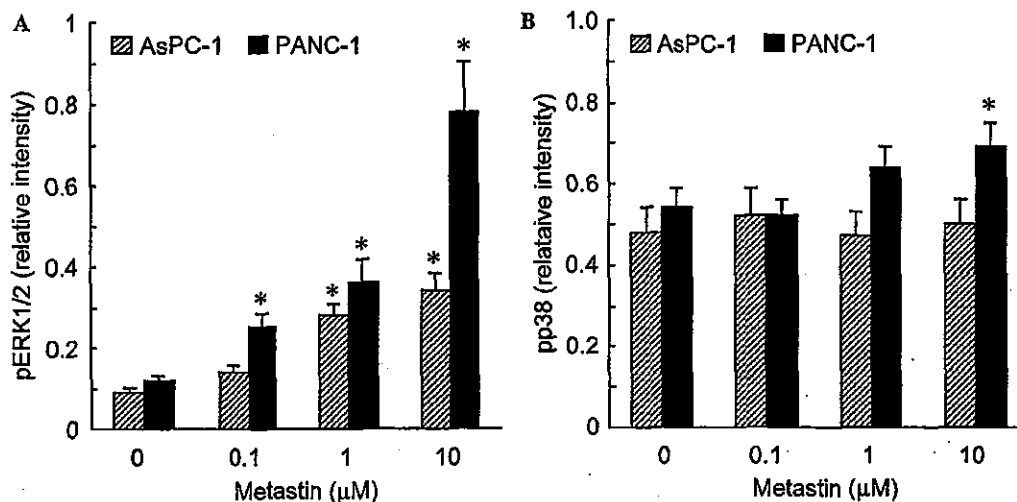 A
1
AsPC-1 PANC-1
*
0.8
0.6
0.4
* * *
*
0.2
0
pERK1/2 (relative intensity)
0 0.1 1 10
Metastin (μM)
B
1.0
AsPC-1 PANC-1
0.8
*
0.6
0.4
0.2
0
pp38 (relataive intensity)
0 0.1 1 10
Metastin (μM)